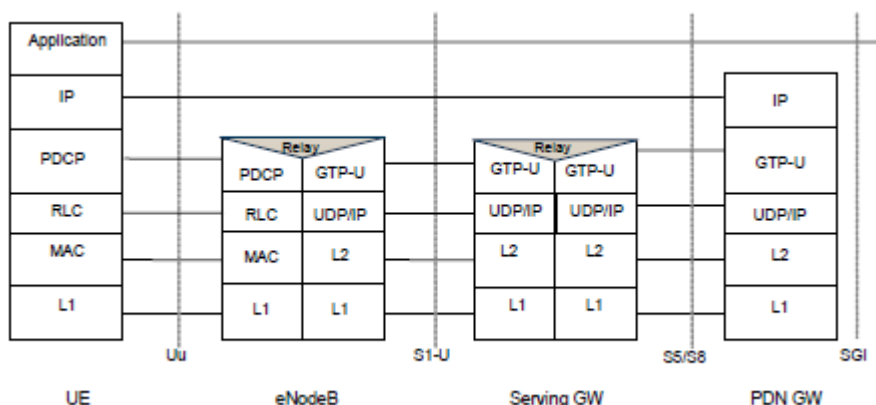 Application
IP
IP
Relay
Relay
PDCP
PDCP
GTP-U
GTP-U
GTP-U
GTP-U
RLC
RLC
UDP/IP
UDP/IP
UDP/IP
UDP/IP
MAC
MAC
L2
L2
L2
L2
L1
L1
L1
L1
L1
L1
Uu
S1-U
S5/S8
SGI
UE
eNodeB
Serving GW
PDN GW